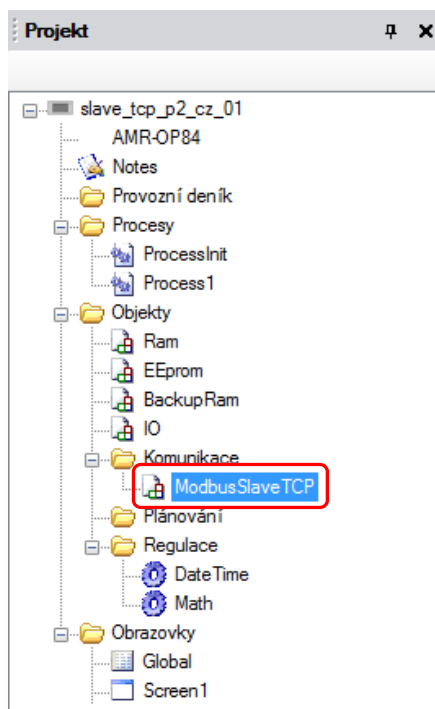 Projekt
slave_tcp_p2_cz_01
AMR-OP84
Notes
Provozní deník
Procesy
ProcessInit
Process1
Objekty
Ram
EEprom
BackupRam
IO
Komunikace
ModbusSlaveTCP
Plánování
Regulace
DateTime
Math
Obrazovky
Global
Screen1